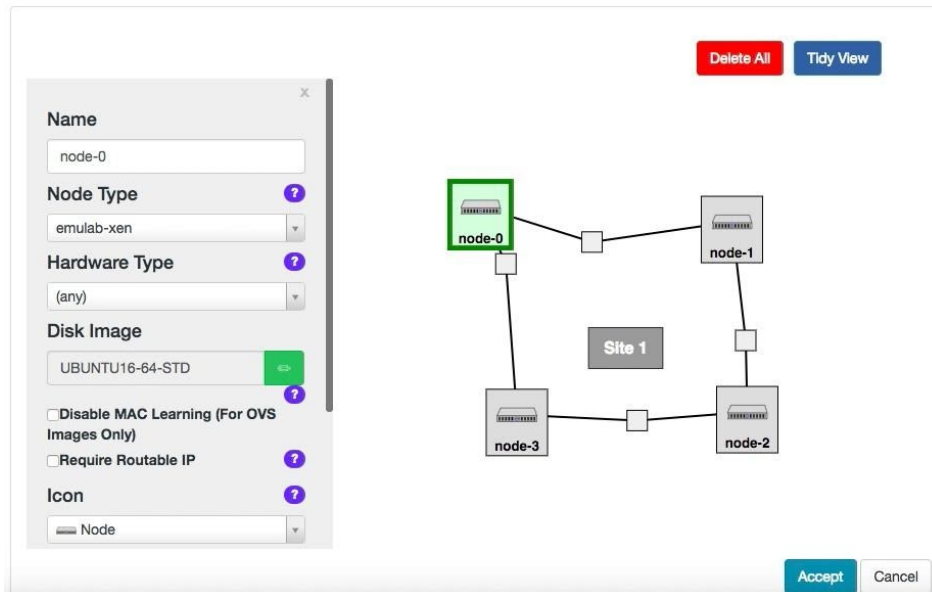 Delete All
Tidy View
x
Name
node-0
Node Type
?
emulab-xen
Hardware Type
?
(any)
Disk Image
UBUNTU16-64-STD
?
Disable MAC Learning (For OVS
Images Only)
Require Routable IP
?
Icon
?
Node
node-0
node-1
Site 1
node-3
node-2
Accept
Cancel